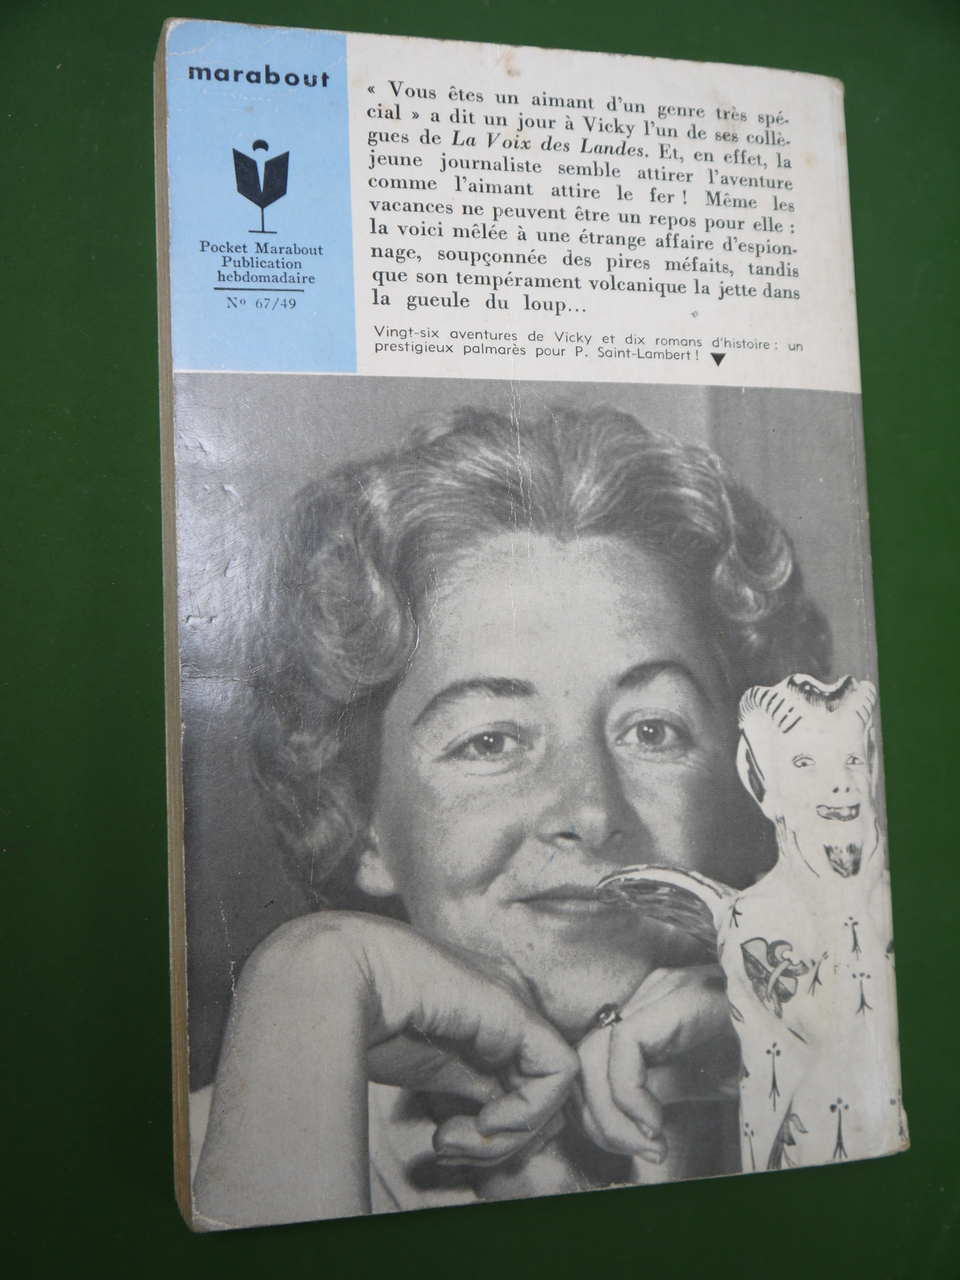 marabout
Pocket Marabout
Publication
hebdomadaire
Nº 67/49
« Vous êtes un aimant d'un genre très spé-
cial » a dit un jour à Vicky l'un de ses collè-
gues de La Voix des Landes. Et, en effet, la
jeune journaliste semble attirer l'aventure
comme l'aimant attire le fer ! Même les
vacances ne peuvent être un repos pour elle :
la voici mêlée à une étrange affaire d'espion-
nage, soupçonnée des pires méfaits, tandis
que son tempérament volcanique la jette dans
la gueule du loup...
Vingt-six aventures de Vicky et dix romans d'histoire : un
prestigieux palmarès pour P. Saint-Lambert !